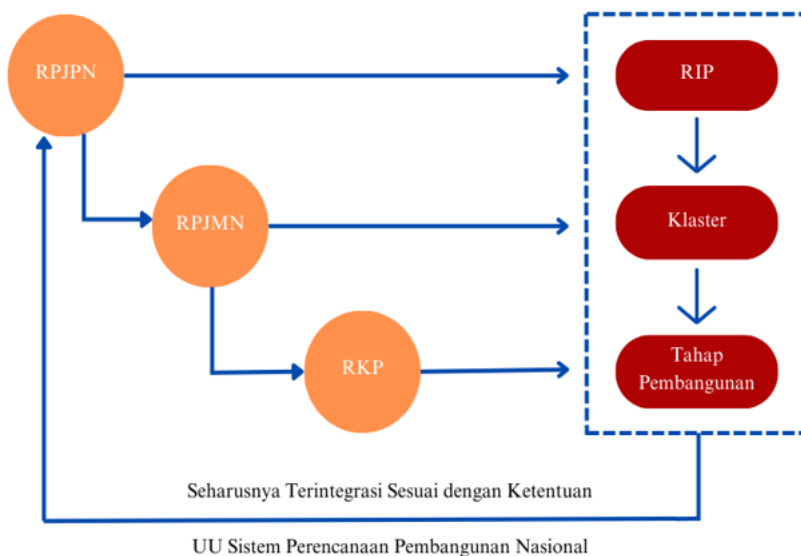 RPJPN
RIP
RPJMN
Klaster
RKP
Tahap
Pembangunan
Seharusnya Terintegrasi Sesuai dengan Ketentuan
UU Sistem Perencanaan Pembangunan Nasional